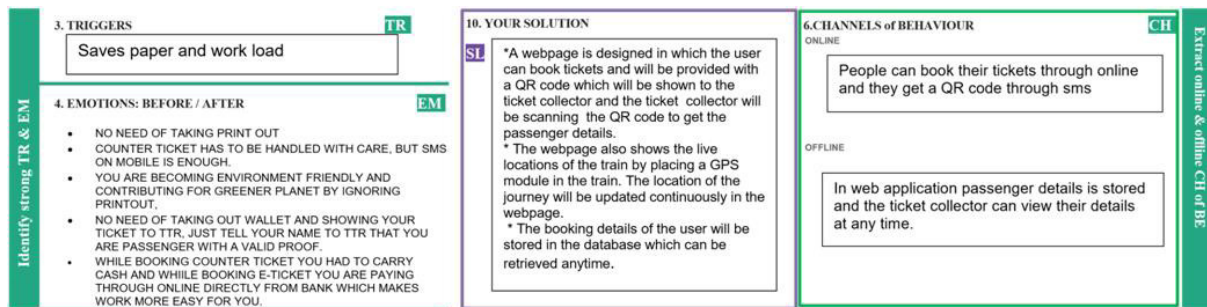 Identify strong TR & EM
3. TRIGGERS
TR
Saves paper and work load
4. EMOTIONS: BEFORE / AFTER
EM
• NO NEED OF TAKING PRINT OUT
• COUNTER TICKET HAS TO BE HANDLED WITH CARE, BUT SMS
ON MOBILE IS ENOUGH.
• YOU ARE BECOMING ENVIRONMENT FRIENDLY AND
CONTRIBUTING FOR GREENER PLANET BY IGNORING
PRINTOUT,
• NO NEED OF TAKING OUT WALLET AND SHOWING YOUR
TICKET TO TTR, JUST TELL YOUR NAME TO TTR THAT YOU
ARE PASSENGER WITH A VALID PROOF.
• WHILE BOOKING COUNTER TICKET YOU HAD TO CARRY
CASH AND WHIILE BOOKING E-TICKET YOU ARE PAYING
THROUGH ONLINE DIRECTLY FROM BANK WHICH MAKES
WORK MORE EASY FOR YOU.
10. YOUR SOLUTION
SL
*A webpage is designed in which the user
can book tickets and will be provided with
a QR code which will be shown to the
ticket collector and the ticket collector will
be scanning the QR code to get the
passenger details.
* The webpage also shows the live
locations of the train by placing a GPS
module in the train. The location of the
journey will be updated continuously in the
webpage.
* The booking details of the user will be
stored in the database which can be
retrieved anytime.
6.CHANNELS of BEHAVIOUR
CH
ONLINE
People can book their tickets through online
and they get a QR code through sms
OFFLINE
In web application passenger details is stored
and the ticket collector can view their details
at any time.
Extract online & offline CH of BE